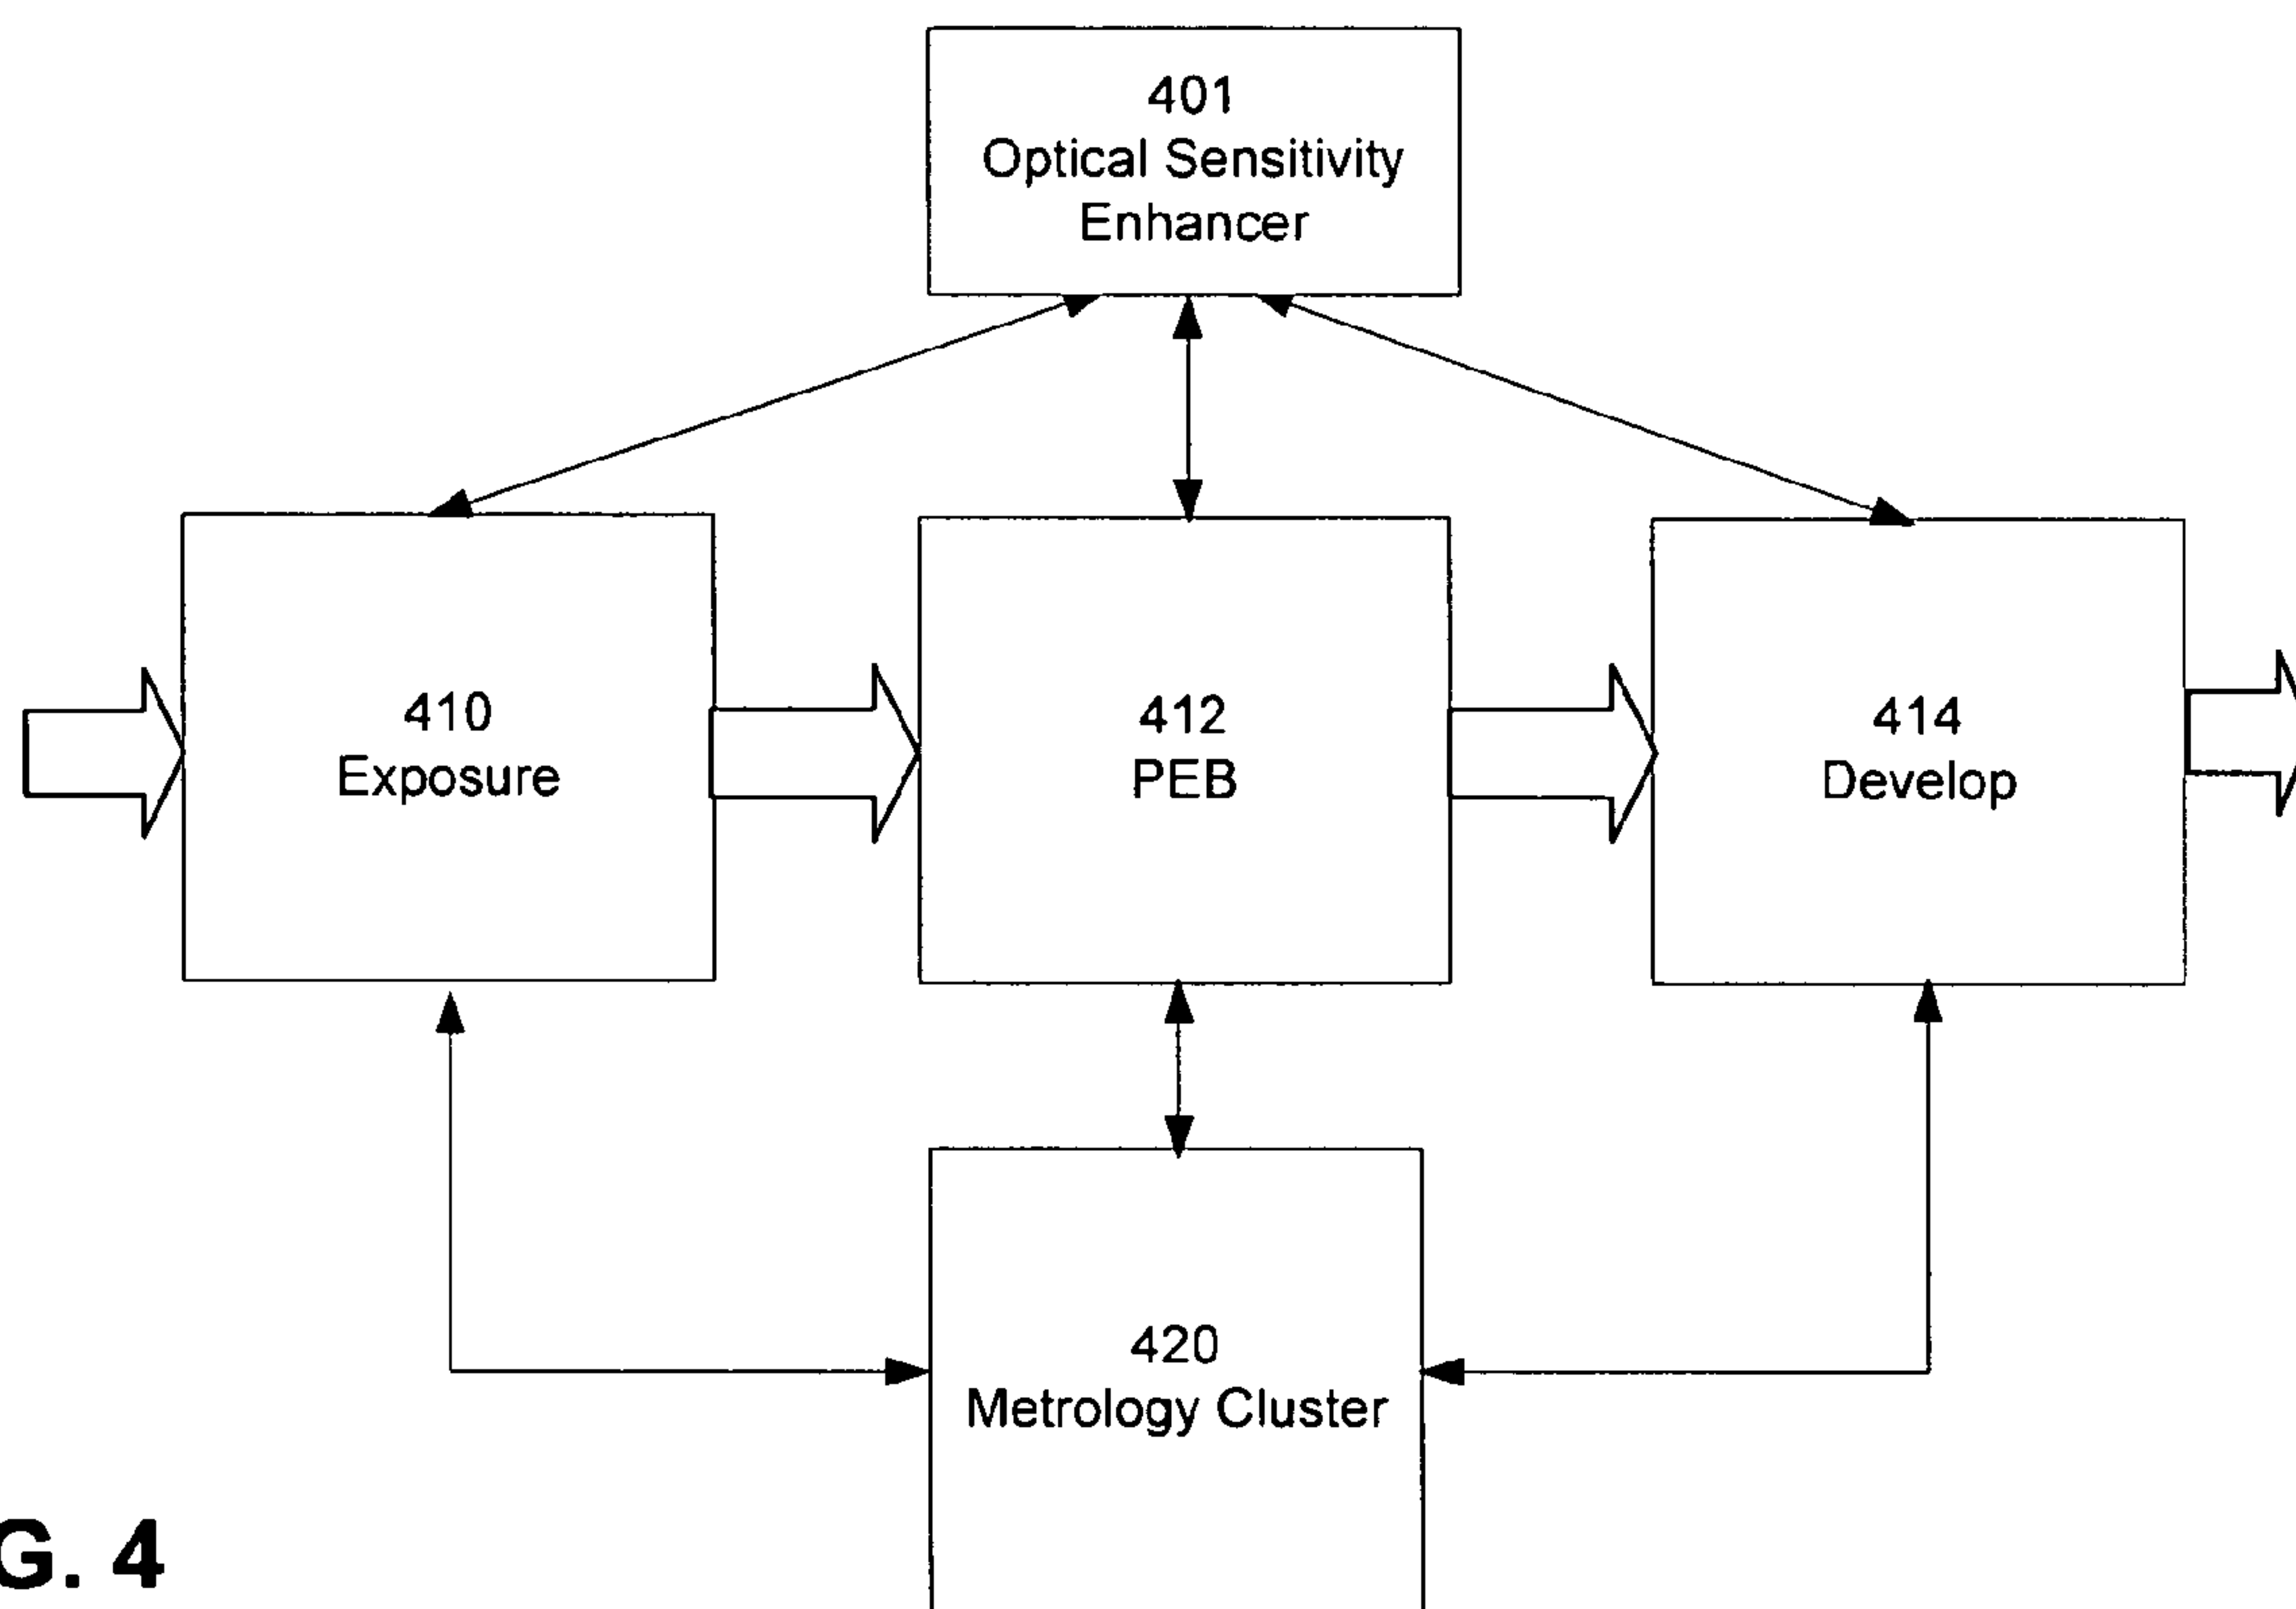 401
Optical Sensitivity
Enhancer
410
Exposure
412
PEB
414
Develop
420
Metrology Cluster
G. 4